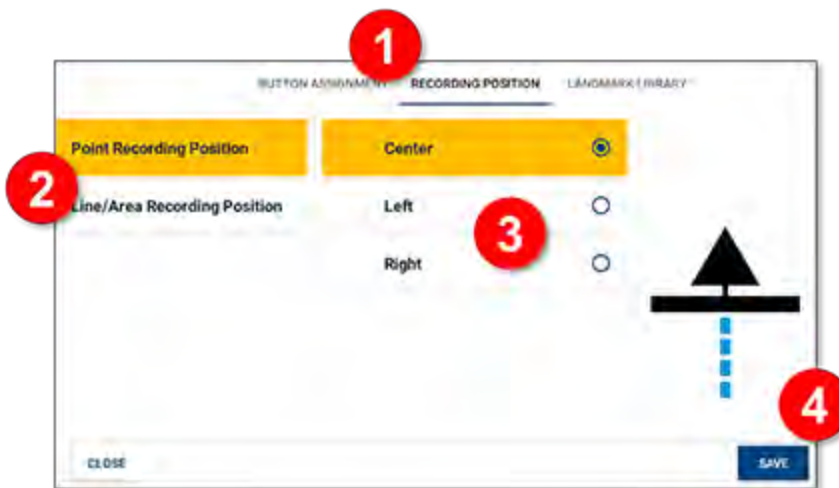 1
BUTTON ASSIGNMENT RECORDING POSITION LANDMARK LIBRARY
Point Recording Position Center
2 Line/Area Recording Position Left
3
Right
4
CLOSE SAVE